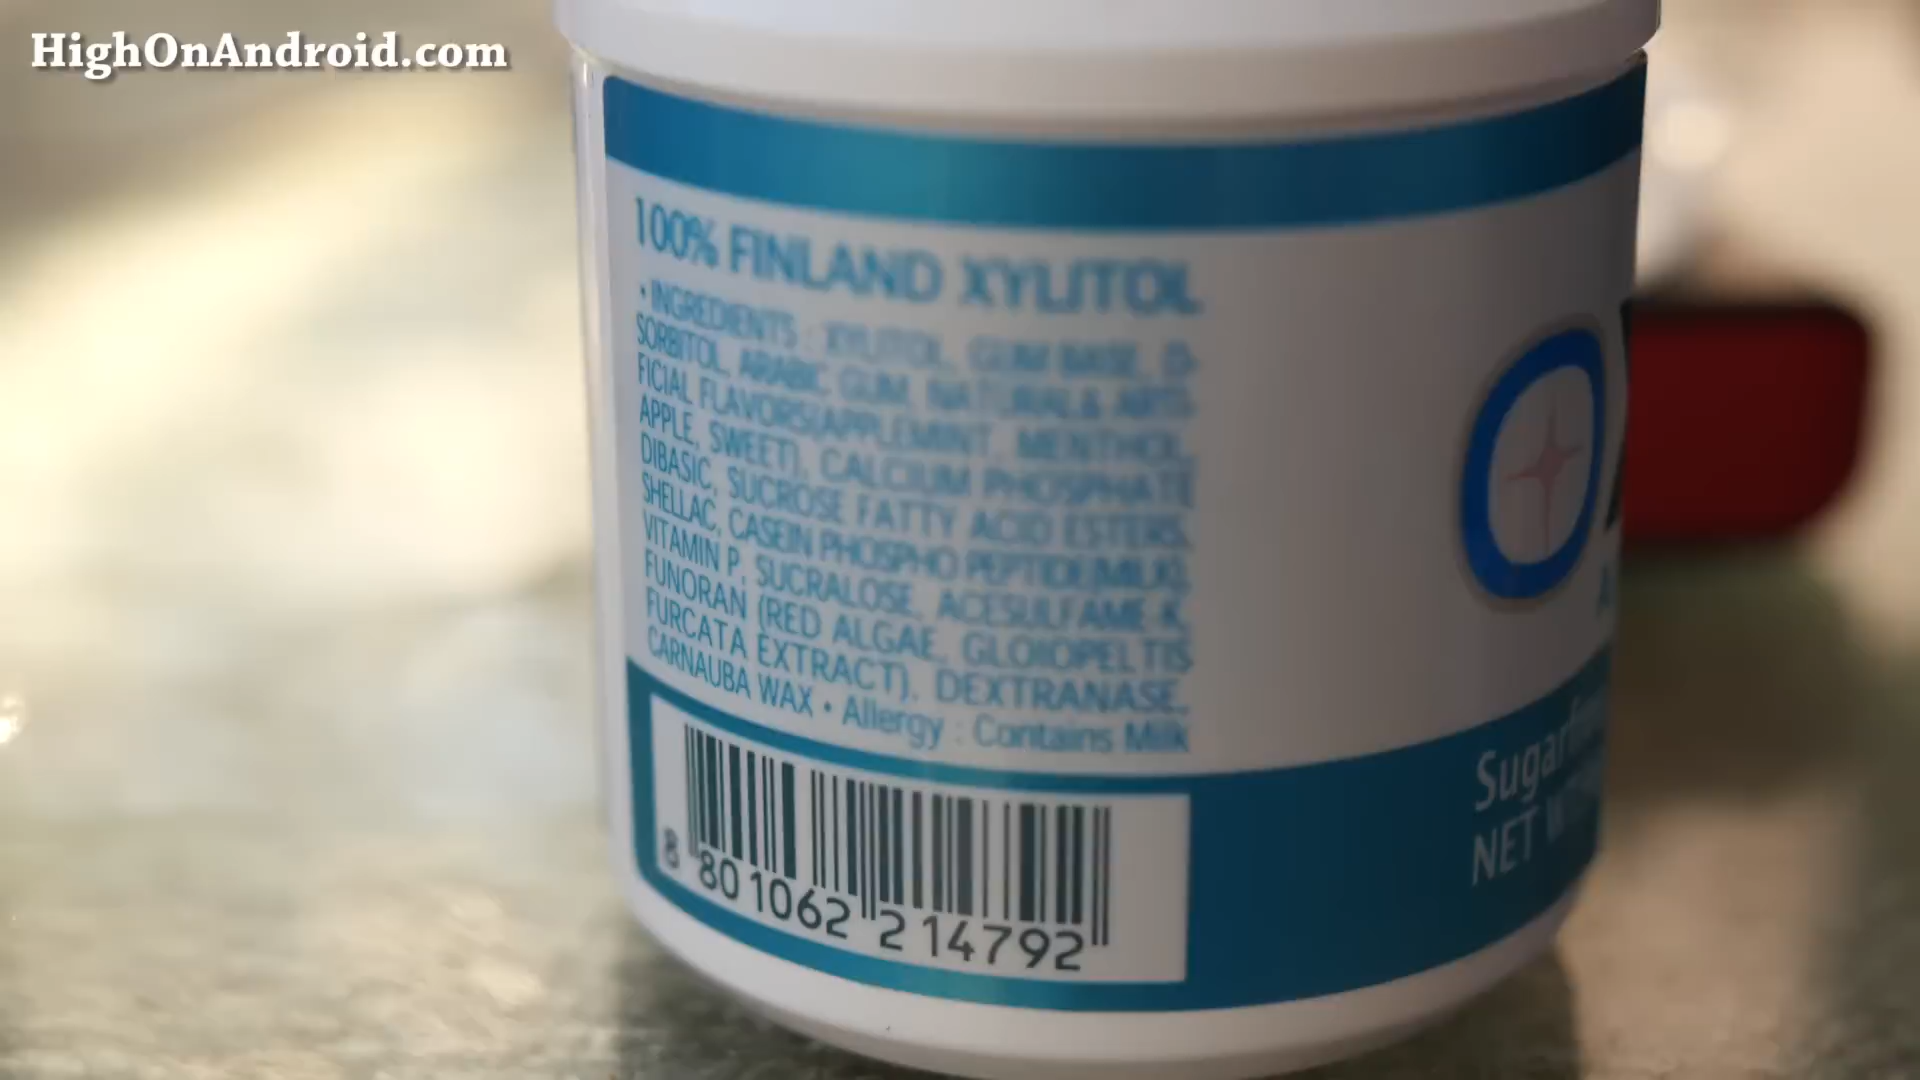 HighOnAndroid.com
100% FINLAND XYLITOL
• INGREDIENTS : XYLITOL, GUM BASE, D-
SORBITOL, ARABIC GUM, NATURAL & ARTI-
FICIAL FLAVORS(APPLEMINT, MENTHOL,
APPLE, SWEET), CALCIUM PHOSPHATE
DIBASIC, SUCROSE FATTY ACID ESTERS,
SHELLAC, CASEIN PHOSPHO PEPTIDE(MILK),
VITAMIN P, SUCRALOSE, ACESULFAME K,
FUNORAN (RED ALGAE, GLOIOPELTIS
FURCATA EXTRACT), DEXTRANASE,
CARNAUBA WAX • Allergy : Contains Milk
8 801062 214792
O
NET